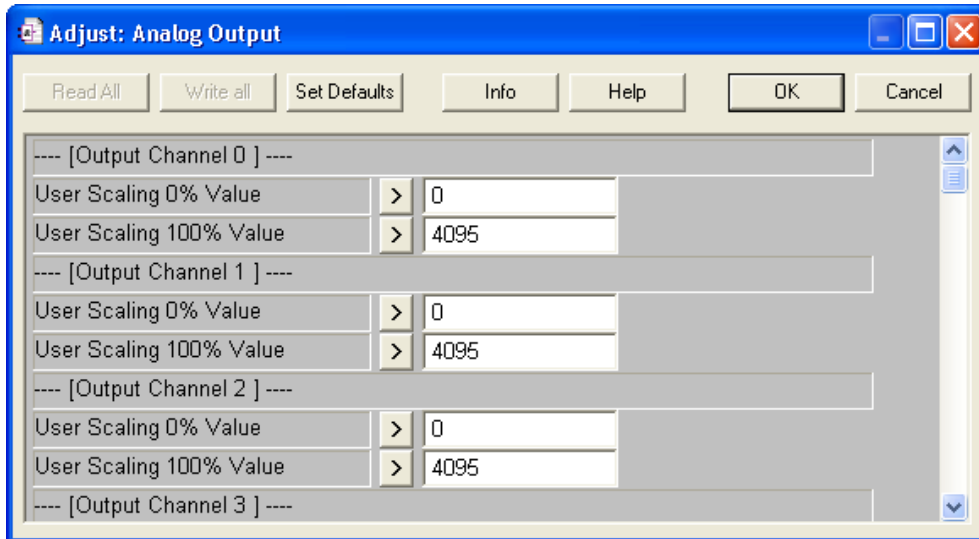 Adjust: Analog Output
Read All Write all Set Defaults Info Help OK Cancel
---- [Output Channel 0 ] ----
User Scaling 0% Value > 0
User Scaling 100% Value > 4095
---- [Output Channel 1 ] ----
User Scaling 0% Value > 0
User Scaling 100% Value > 4095
---- [Output Channel 2 ] ----
User Scaling 0% Value > 0
User Scaling 100% Value > 4095
---- [Output Channel 3 ] ----